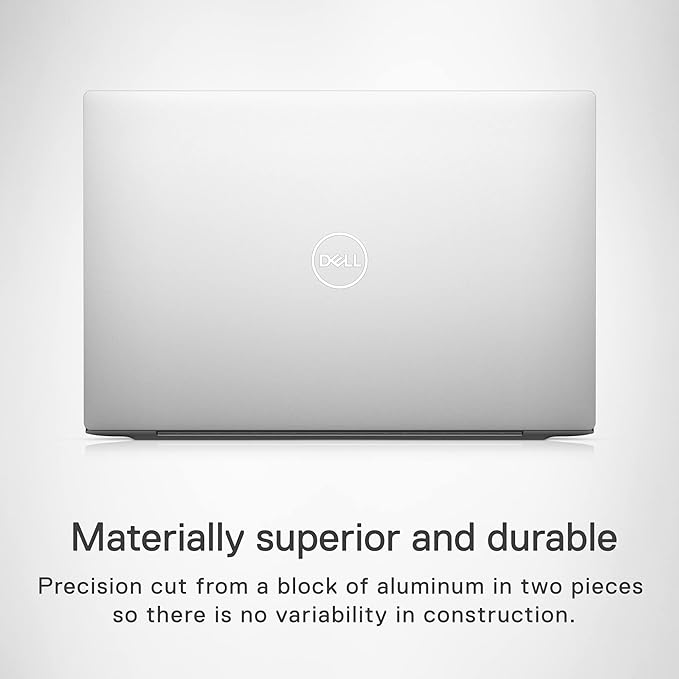 DELL
Materially superior and durable
Precision cut from a block of aluminum in two pieces
so there is no variability in construction.